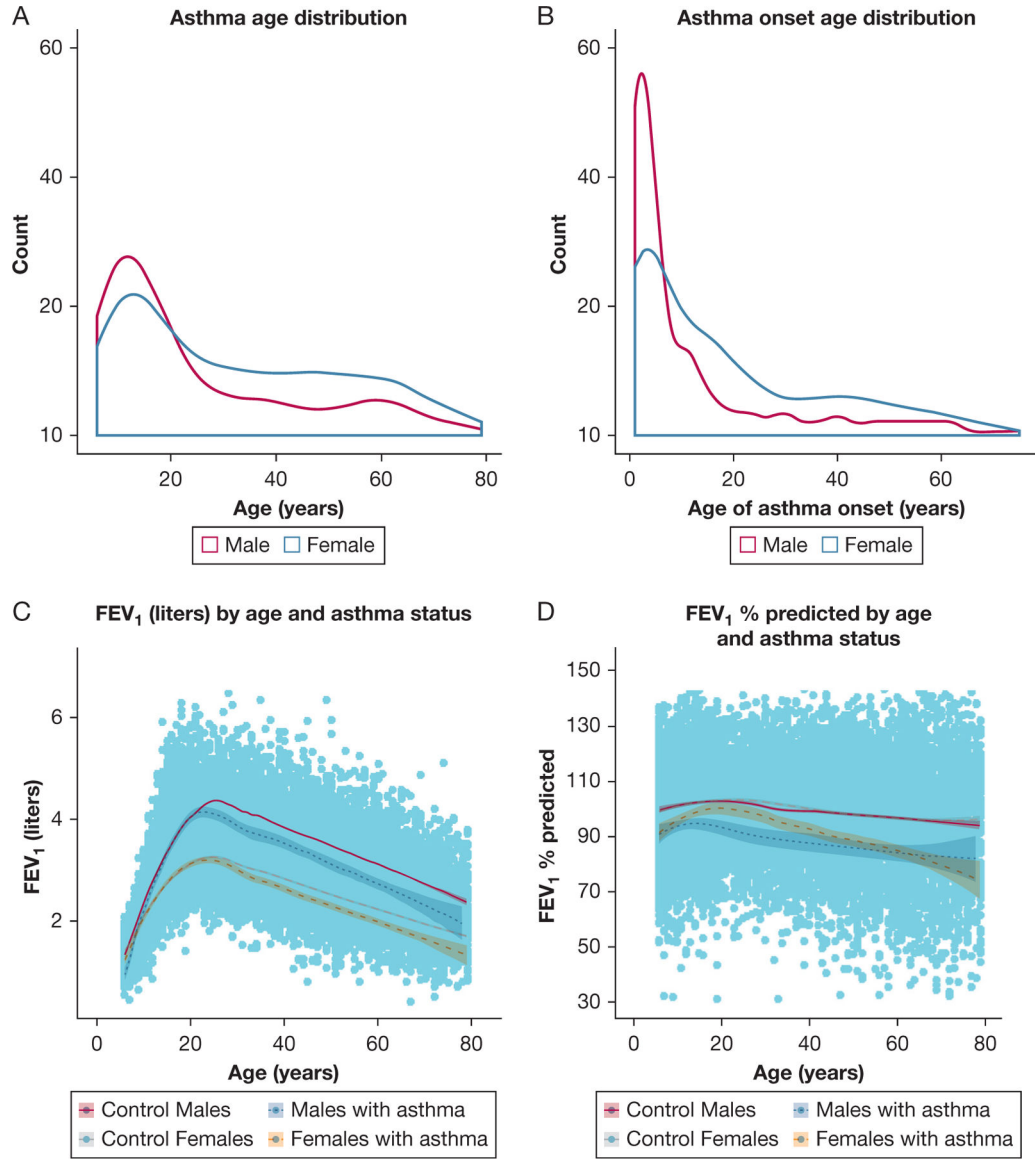 A
Asthma age distribution
60
40
20
10
Count
20
40
60
80
Age (years)
Male
Female
B
Asthma onset age distribution
60
40
20
10
Count
0
20
40
60
Age of asthma onset (years)
Male
Female
C
FEV₁ (liters) by age and asthma status
6
4
2
FEV₁ (liters)
0
20
40
60
80
Age (years)
Control Males
Males with asthma
Control Females
Females with asthma
D
FEV₁ % predicted by age
and asthma status
150
130
110
90
70
50
30
FEV₁ % predicted
0
20
40
60
80
Age (years)
Control Males
Males with asthma
Control Females
Females with asthma